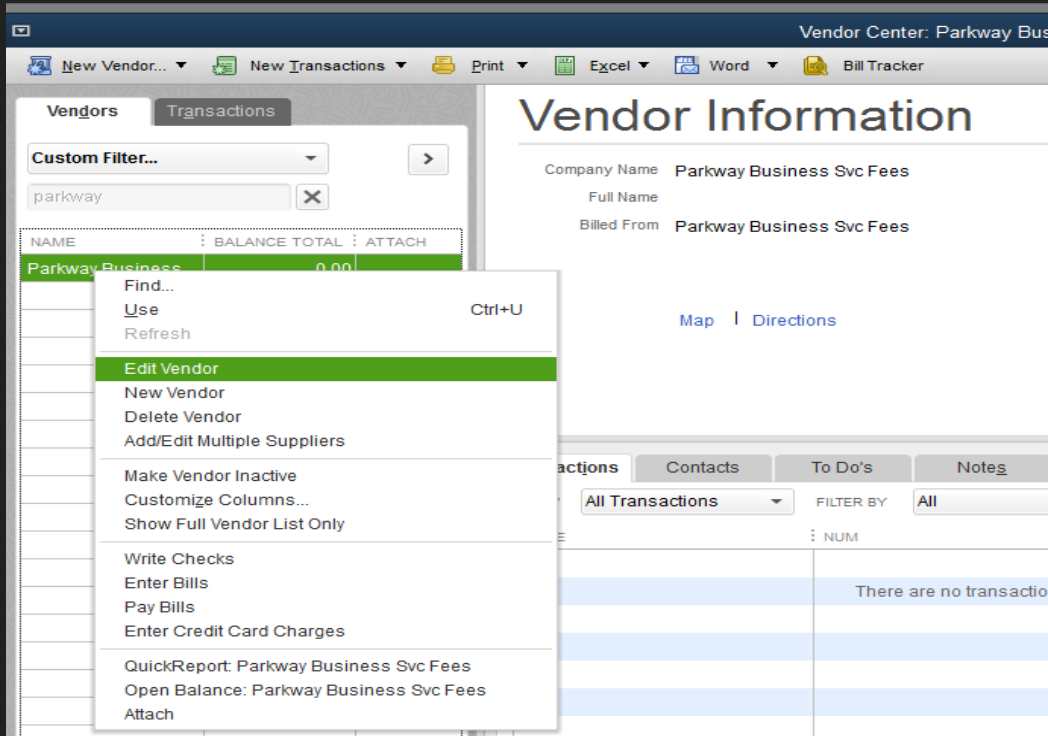 Vendor Center: Parkway Bus
New Vendor... New Transactions Print Excel Word Bill Tracker
Vendors Transactions
Custom Filter...
parkway
NAME BALANCE TOTAL ATTACH
Parkway Business 0.00
Find...
Use Ctrl+U
Refresh
Edit Vendor
New Vendor
Delete Vendor
Add/Edit Multiple Suppliers
Make Vendor Inactive
Customize Columns...
Show Full Vendor List Only
Write Checks
Enter Bills
Pay Bills
Enter Credit Card Charges
QuickReport: Parkway Business Svc Fees
Open Balance: Parkway Business Svc Fees
Attach
Vendor Information
Company Name Parkway Business Svc Fees
Full Name
Billed From Parkway Business Svc Fees
Map | Directions
actions Contacts To Do's Notes
All Transactions FILTER BY All
E NUM
There are no transactio